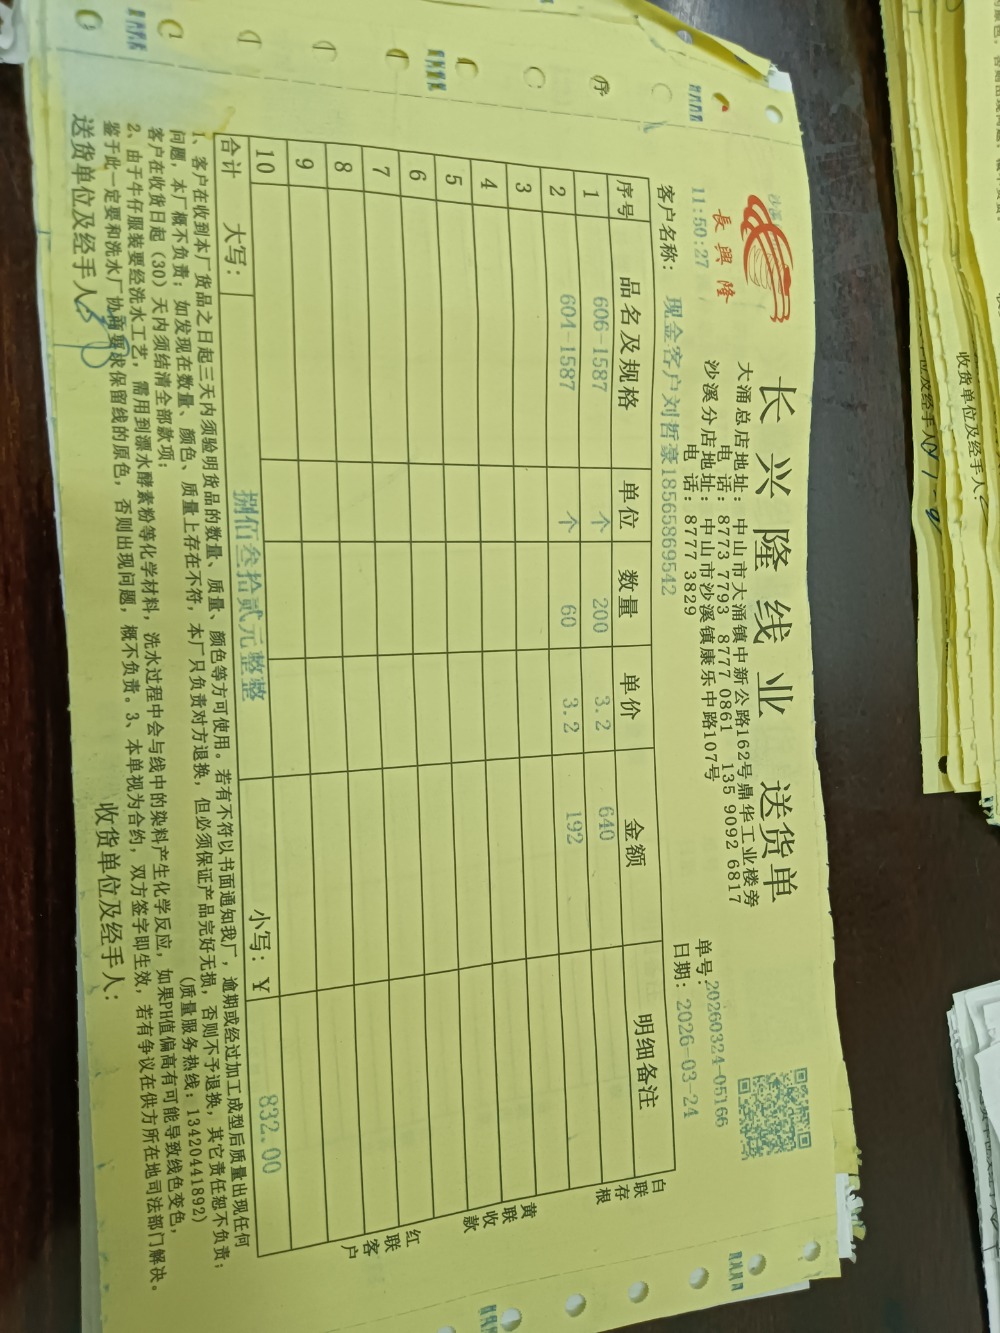 沙溪
長興隆
长兴隆线业 送货单
大涌总店地址：中山市大涌镇中新公路162号鼎华工业楼旁
电话：8773 7793 8777 0861 135 9092 6817
沙溪分店地址：中山市沙溪镇康乐中路107号
电话：8777 3829
单号：20260324-05166
11:50:27
日期：2026-03-24
客户名称：现金客户刘哲豪18565869542
序号 品名及规格 单位 数量 单价 金额 明细备注
1 606-1587 个 200 3.2 640
2 604-1587 个 60 3.2 192
3
4
5
6
7
8
9
10
合计 大写：捌佰叁拾贰元整整 小写：¥ 832.00
白联存根
黄联收款
红联客户
1、客户在收到本厂货品之日起三天内须验明货品的数量、质量、颜色等方可使用。若有不符以书面通知我厂，逾期或经过加工成型后质量出现任何
问题，本厂概不负责；如发现在数量、颜色、质量上存在不符，本厂只负责对方退换，但必须保证产品完好无损，否则不予退换，其它责任恕不负责；
客户在收货日起（30）天内须结清全部款项； （质量服务热线：13420441892）
2、由于牛仔服装要经洗水工艺，需用到漂水酵素粉等化学材料，洗水过程中会与线中的染料产生化学反应，如果PH值偏高有可能导致线色变色，
鉴于此一定要和洗水厂协商要求保留线的原色，否则出现问题，概不负责。3、本单视为合约，双方签字即生效，若有争议在供方所在地司法部门解决。
送货单位及经手人： 收货单位及经手人：
收货单位及经手人：